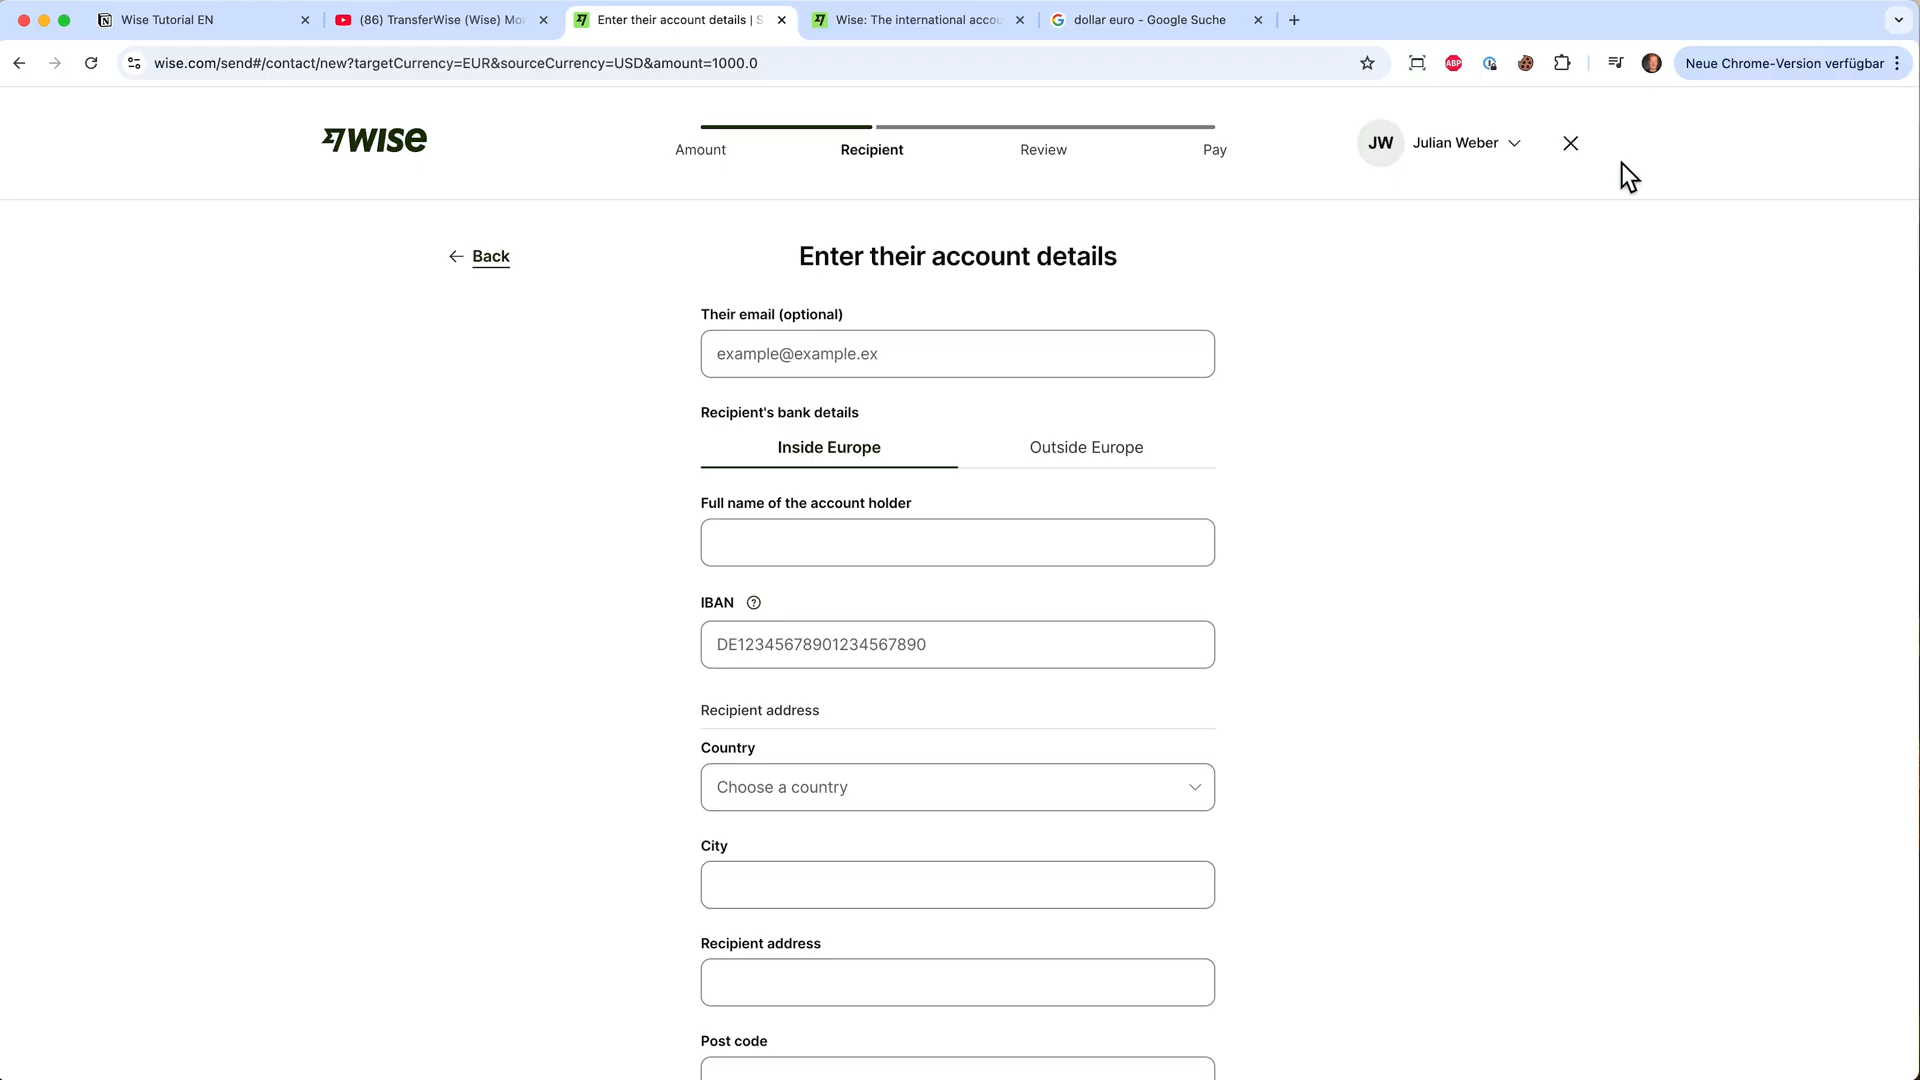 Wise Tutorial EN
(86) TransferWise (Wise) Mo
Enter their account details | S
Wise: The international accou
dollar euro - Google Suche
wise.com/send#/contact/new?targetCurrency=EUR&sourceCurrency=USD&amount=1000.0
ABP
Neue Chrome-Version verfügbar
WISE
Amount
Recipient
Review
Pay
JW
Julian Weber
Back
Enter their account details
Their email (optional)
example@example.ex
Recipient's bank details
Inside Europe
Outside Europe
Full name of the account holder
IBAN
DE12345678901234567890
Recipient address
Country
Choose a country
City
Recipient address
Post code